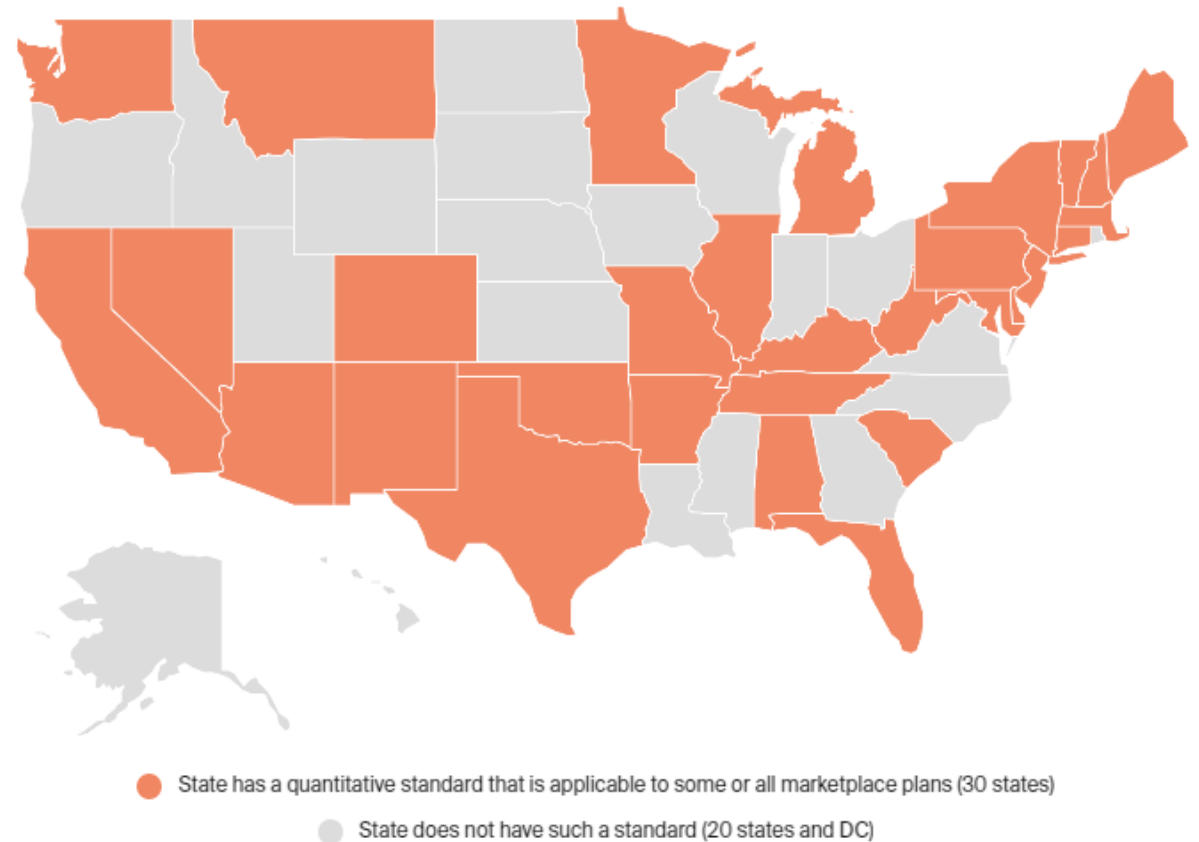 State has a quantitative standard that is applicable to some or all marketplace plans (30 states)
State does not have such a standard (20 states and DC)